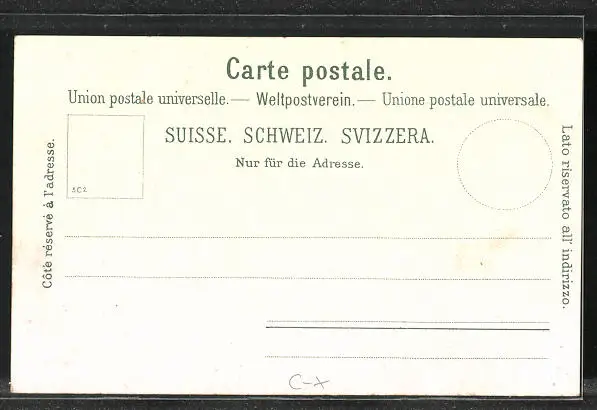 Carte postale.
Union postale universelle. — Weltpostverein. — Unione postale universale.
SUISSE. SCHWEIZ. SVIZZERA.
Nur für die Adresse.
Côté réservé à l'adresse.
Lato riservato all' indirizzo.
C-x